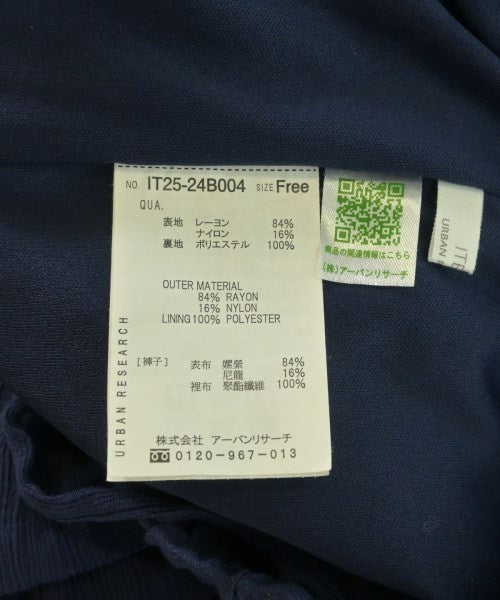 NO. IT25-24B004 SIZE Free
QUA.
表地 レーヨン 84%
ナイロン 16%
裏地 ポリエステル 100%
OUTER MATERIAL
84% RAYON
16% NYLON
LINING100% POLYESTER
[褲子] 表布 嫘縈 84%
尼龍 16%
裡布 聚酯纖維 100%
株式会社 アーバンリサーチ
0120-967-013
URBAN RESEARCH
商品の関連情報はこちら
(株)アーバンリサーチ
URBAN